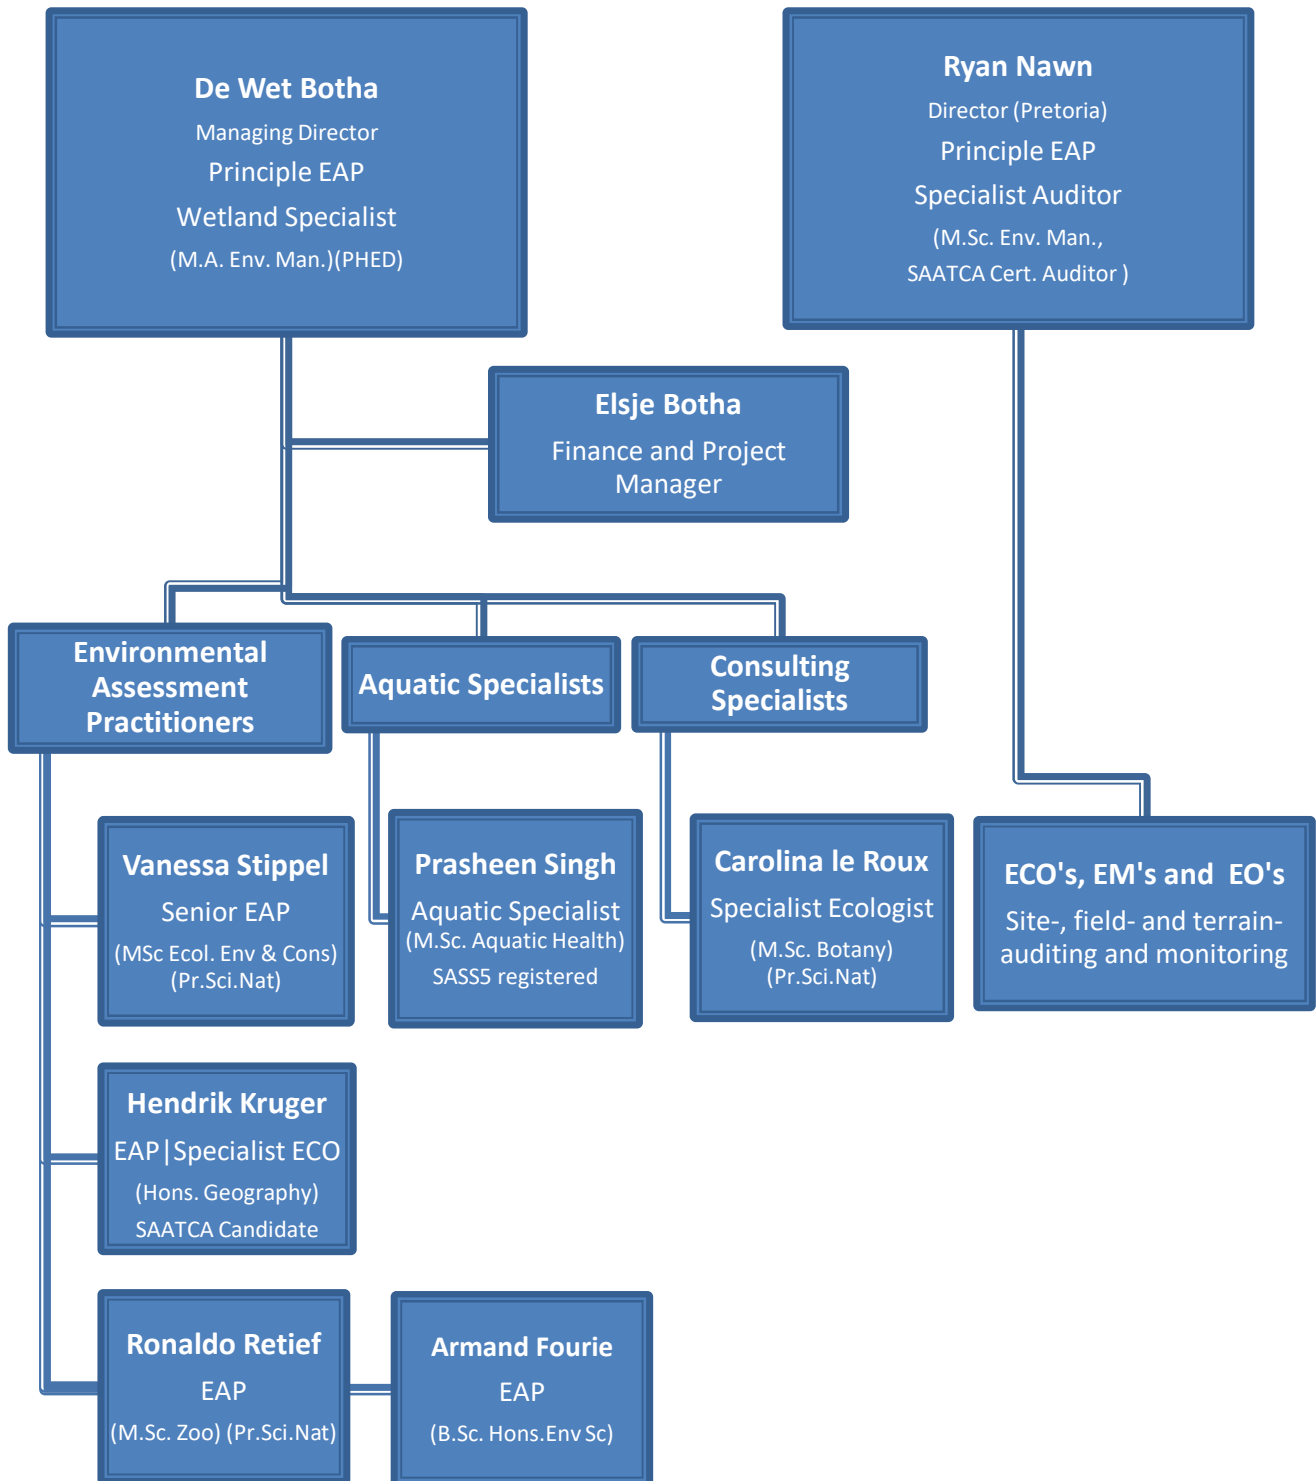 De Wet Botha
Managing Director
Principle EAP
Wetland Specialist
(M.A. Env. Man.)(PHED)
Ryan Nawn
Director (Pretoria)
Principle EAP
Specialist Auditor
(M.Sc. Env. Man.,
SAATCA Cert. Auditor )
Elsje Botha
Finance and Project
Manager
Environmental
Assessment
Practitioners
Aquatic Specialists
Consulting
Specialists
Vanessa Stippel
Senior EAP
(MSc Ecol. Env & Cons)
(Pr.Sci.Nat)
Prasheen Singh
Aquatic Specialist
(M.Sc. Aquatic Health)
SASS5 registered
Carolina le Roux
Specialist Ecologist
(M.Sc. Botany)
(Pr.Sci.Nat)
ECO's, EM's and  EO's
Site-, field- and terrain-
auditing and monitoring
Hendrik Kruger
EAP|Specialist ECO
(Hons. Geography)
SAATCA Candidate
Ronaldo Retief
EAP
(M.Sc. Zoo) (Pr.Sci.Nat)
Armand Fourie
EAP
(B.Sc. Hons.Env Sc)